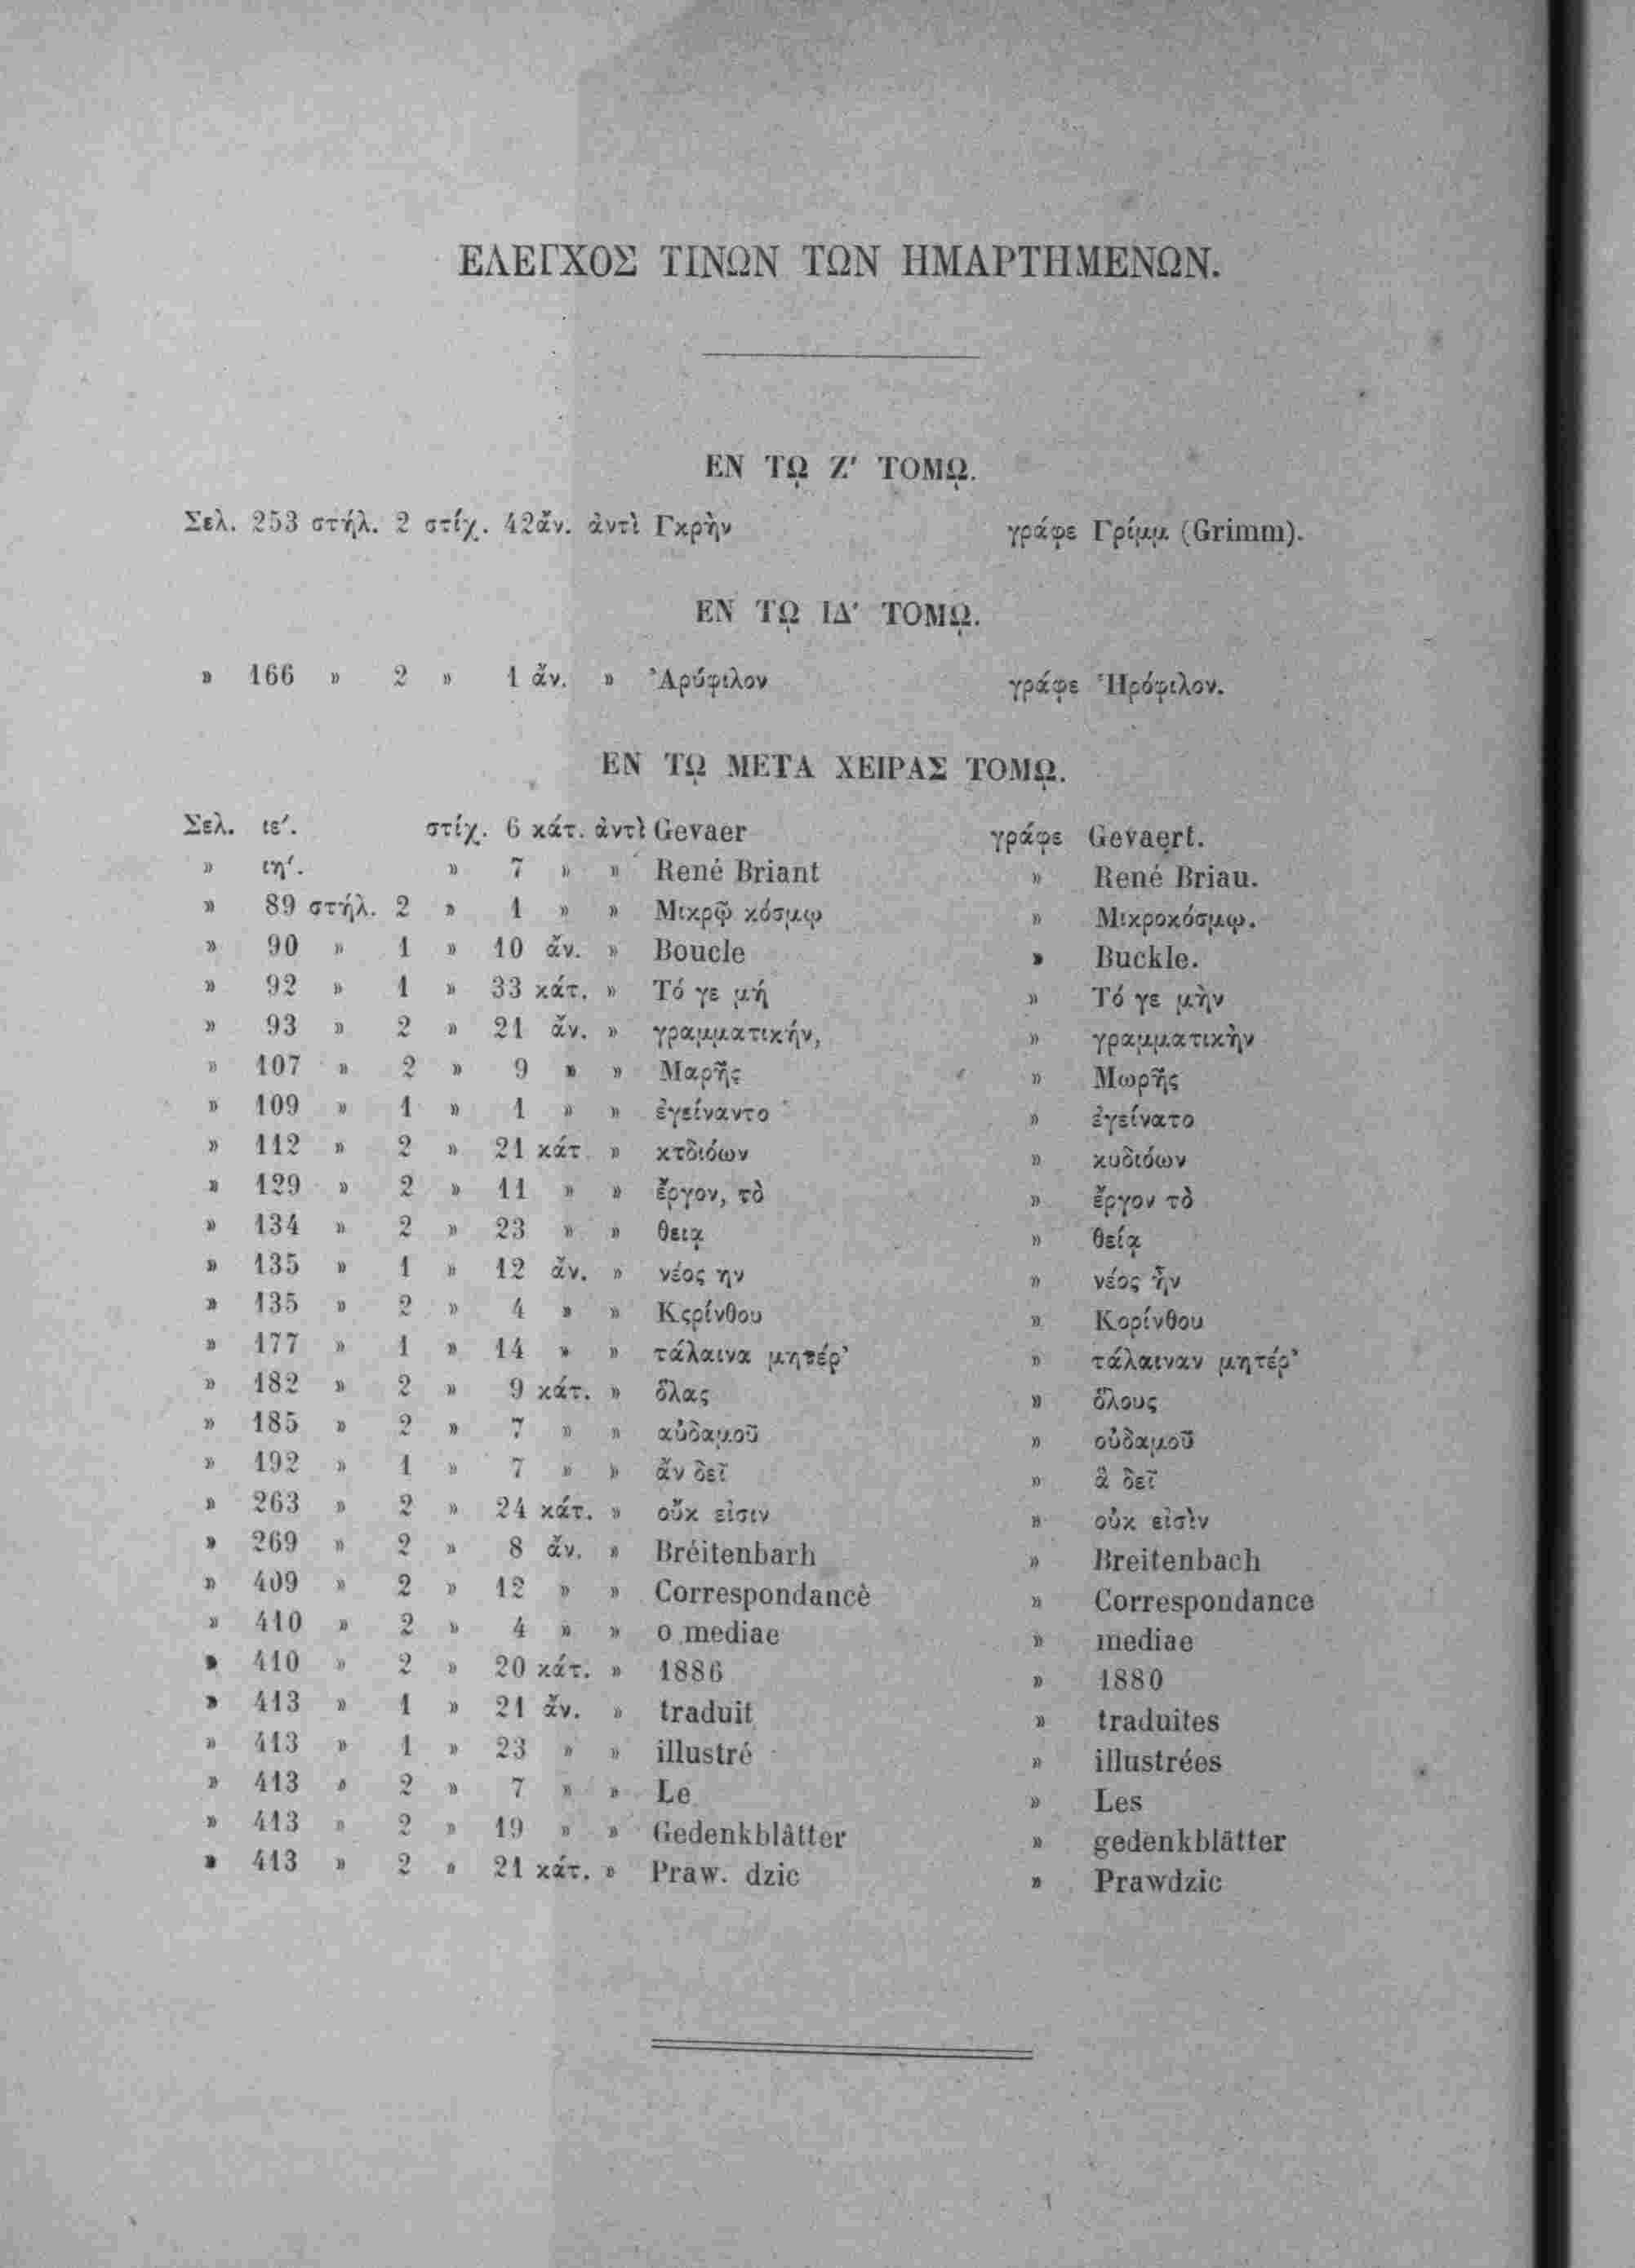 ΕΛΕΓΧΟΣ ΤΙΝΩΝ ΤΩΝ ΗΜΑΡΤΗΜΕΝΩΝ.
ΕΝ Τῼ Ζ' ΤΟΜῼ.
Σελ. 253 στήλ. 2 στίχ. 42 ἄν. ἀντὶ Γκρὴν γράφε Γρίμμ (Grimm).
ΕΝ Τῼ ΙΔ' ΤΟΜῼ.
» 166 » 2 » 1 ἄν. » Ἀρύφιλον γράφε Ἡρόφιλον.
ΕΝ Τῼ ΜΕΤΑ ΧΕΙΡΑΣ ΤΟΜῼ.
Σελ. ιε'. στίχ. 6 κάτ. ἀντὶ Gevaer γράφε Gevaert.
» ιη'. » 7 » » René Briant » René Briau.
» 89 στήλ. 2 » 1 » » Μικρῷ κόσμῳ » Μικροκόσμῳ.
» 90 » 1 » 10 ἄν. » Boucle » Buckle.
» 92 » 1 » 33 κάτ. » Τό γε μή » Τό γε μὴν
» 93 » 2 » 21 ἄν. » γραμματικήν, » γραμματικὴν
» 107 » 2 » 9 » » Μαρῆς » Μωρῆς
» 109 » 1 » 1 » » ἐγείναντο » ἐγείνατο
» 112 » 2 » 21 κάτ » κτδιόων » κυδιόων
» 129 » 2 » 11 » » ἔργον, τὸ » ἔργον τὸ
» 134 » 2 » 23 » » θειᾳ » θείᾳ
» 135 » 1 » 12 ἄν. » νέος ην » νέος ἦν
» 135 » 2 » 4 » » Κςρίνθου » Κορίνθου
» 177 » 1 » 14 » » τάλαινα μητέρ' » τάλαιναν μητέρ'
» 182 » 2 » 9 κάτ. » ὅλας » ὅλους
» 185 » 2 » 7 » » αὐδαμοῦ » οὐδαμοῦ
» 192 » 1 » 7 » » ἄν δεῖ » ἃ δεῖ
» 263 » 2 » 24 κάτ. » οὔκ εἰσιν » οὐκ εἰσὶν
» 269 » 2 » 8 ἄν. » Bréitenbarh » Breitenbach
» 409 » 2 » 12 » » Correspondancè » Correspondance
» 410 » 2 » 4 » » o mediae » mediae
» 410 » 2 » 20 κάτ. » 1886 » 1880
» 413 » 1 » 21 ἄν. » traduit » traduites
» 413 » 1 » 23 » » illustré » illustrées
» 413 » 2 » 7 » » Le » Les
» 413 » 2 » 19 » » Gedenkblâtter » gedenkblätter
» 413 » 2 » 21 κάτ. » Praw. dzic » Prawdzic